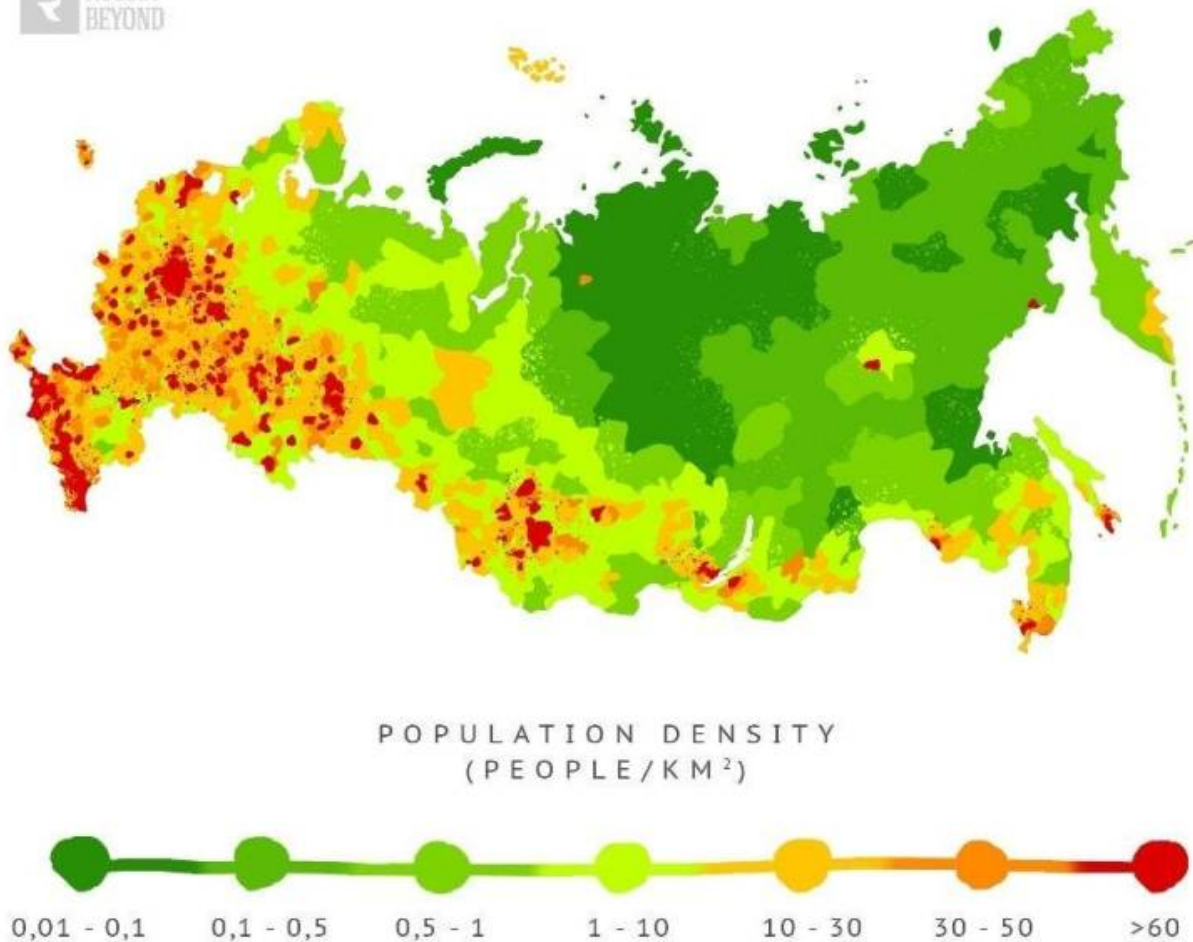 BEYOND
POPULATION DENSITY
(PEOPLE/KM²)
0,01 - 0,1
0,1 - 0,5
0,5 - 1
1 - 10
10 - 30
30 - 50
>60